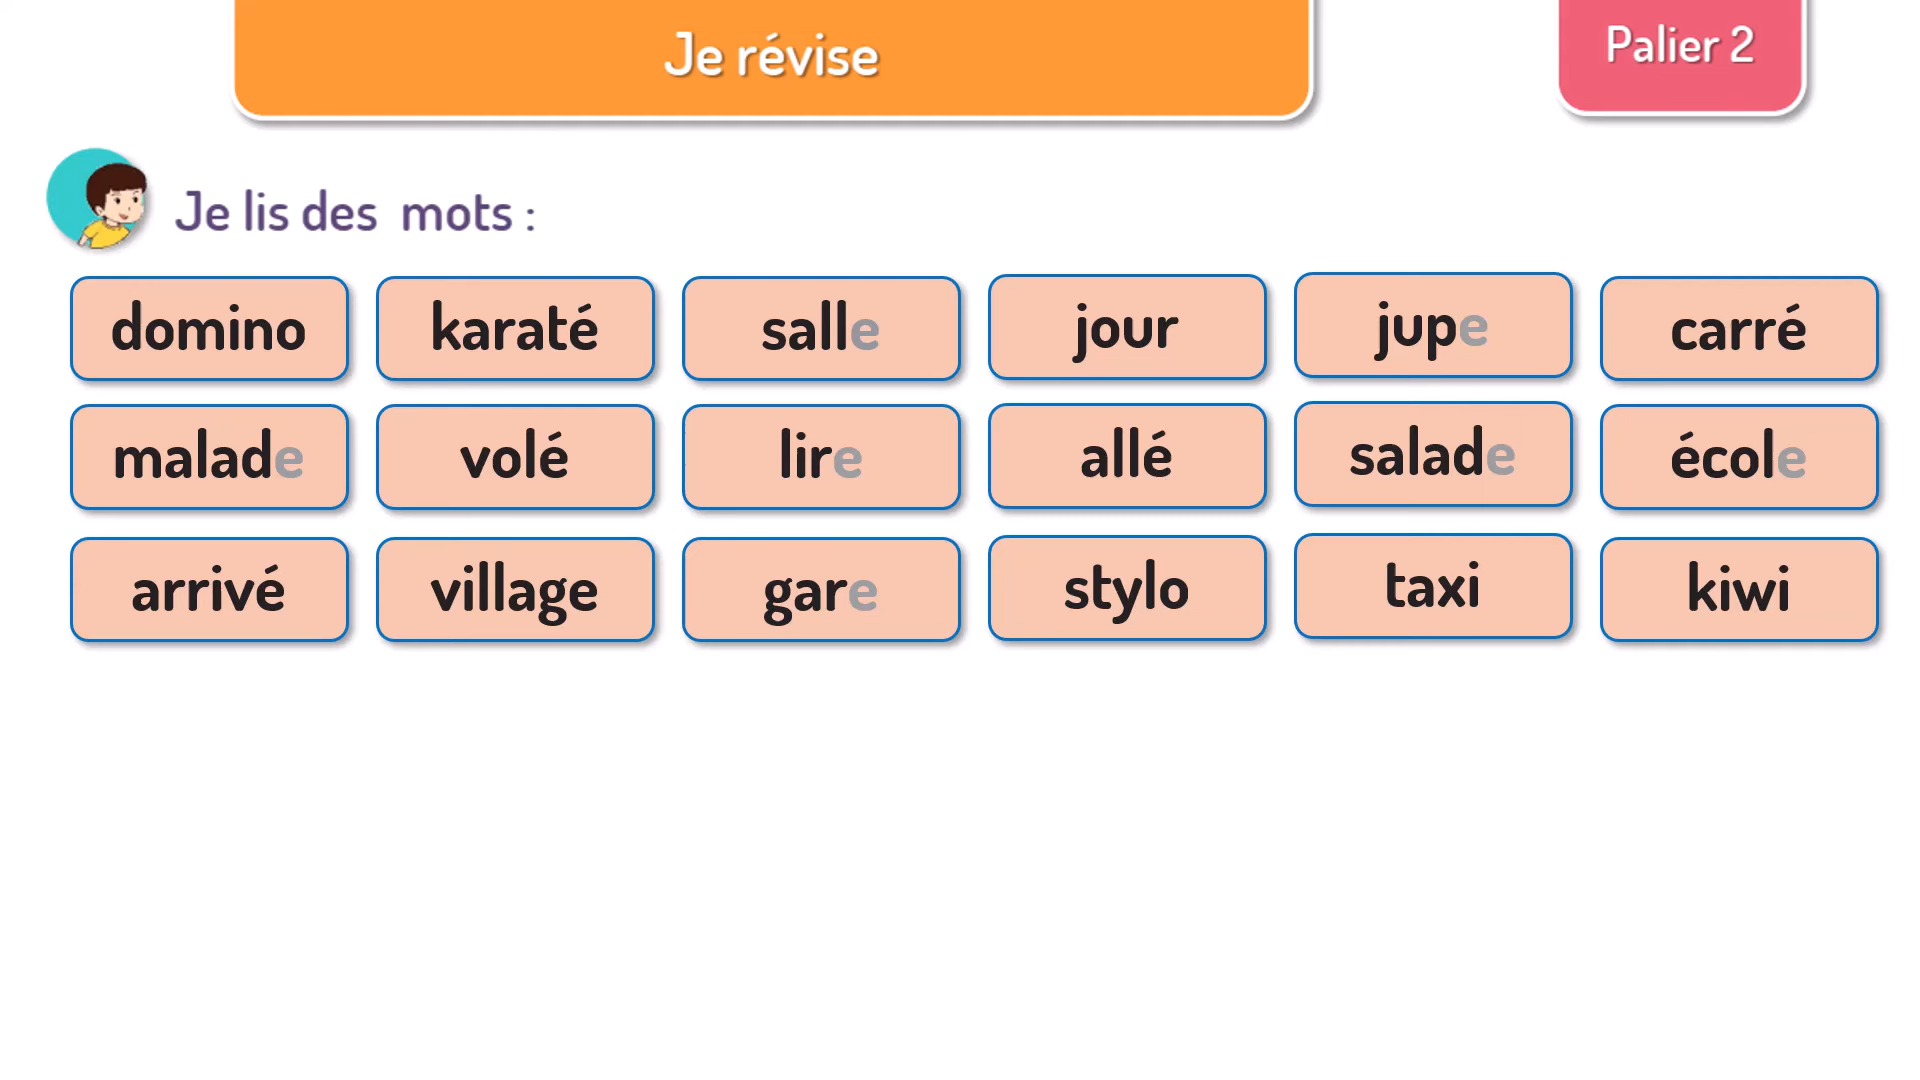 Je révise
Palier 2
Je lis des mots :
domino karaté salle jour jupe carré
malade volé lire allé salade école
arrivé village gare stylo taxi kiwi